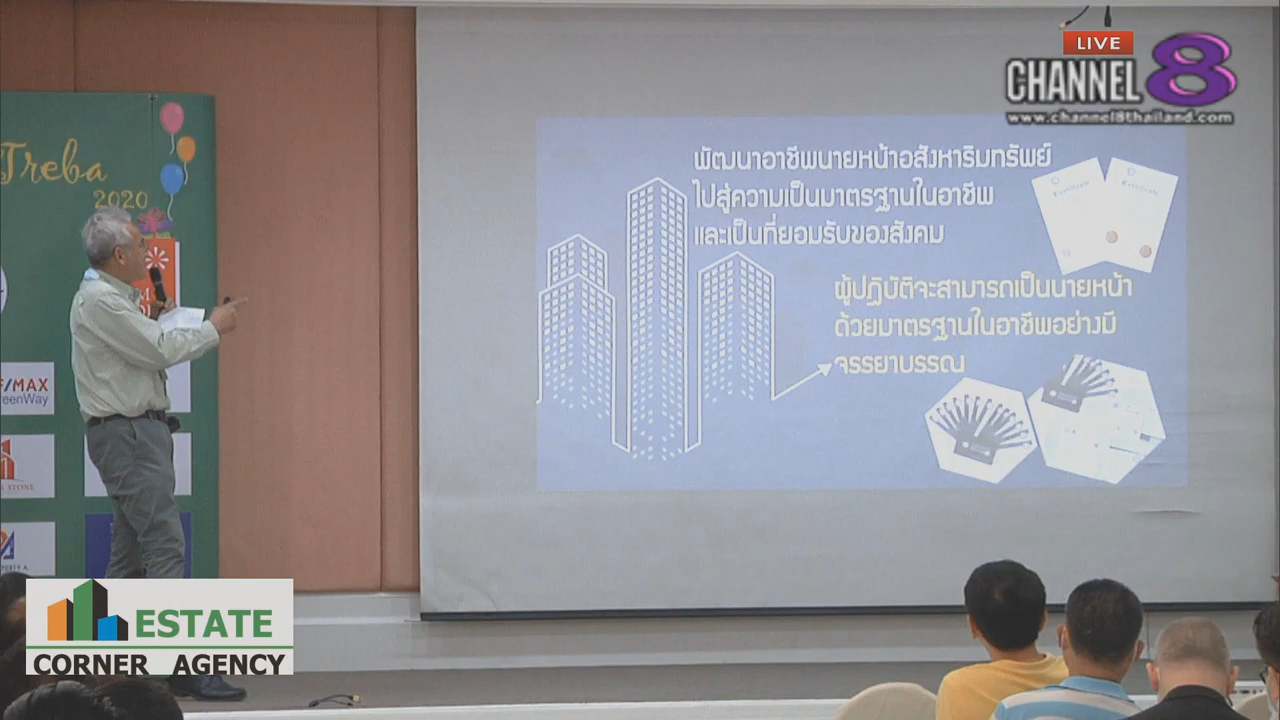 LIVE
CHANNEL 8
www.channel8thailand.com
Treba
2020
พัฒนาอาชีพนายหน้าอสังหาริมทรัพย์
ไปสู่ความเป็นมาตรฐานในอาชีพ
และเป็นที่ยอมรับของสังคม
ผู้ปฏิบัติจะสามารถเป็นนายหน้า
ด้วยมาตรฐานในอาชีพอย่างมี
จรรยาบรรณ
/MAX
STONE
ESTATE
CORNER AGENCY